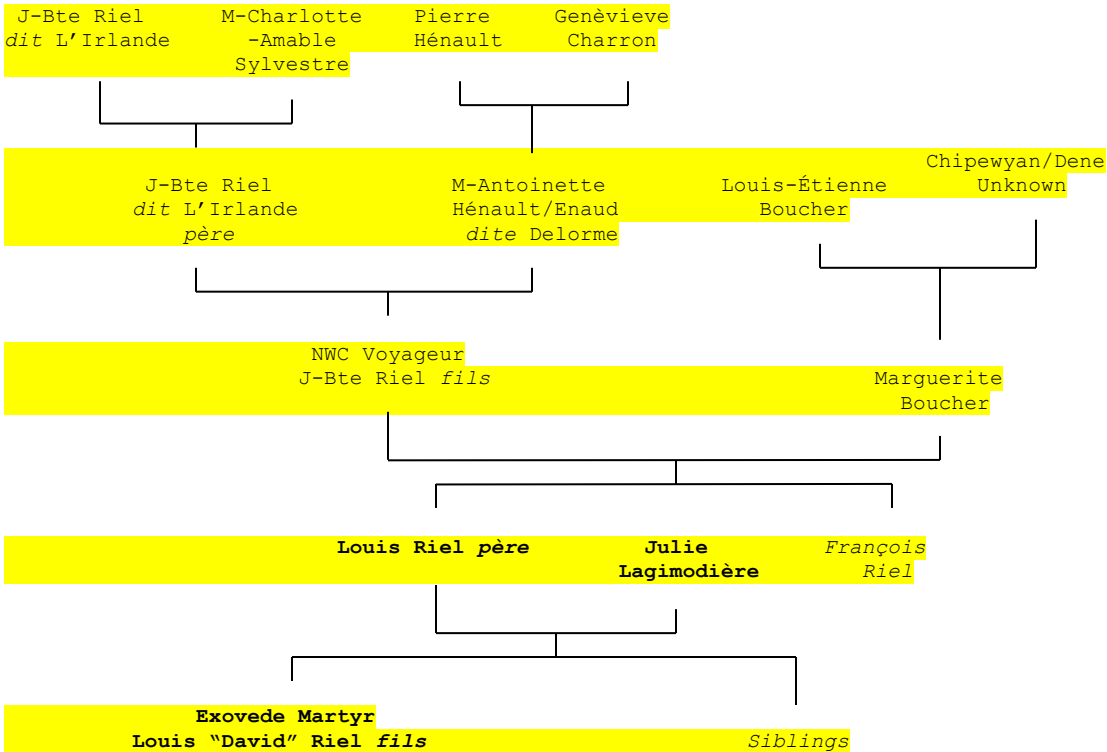 J-Bte Riel M-Charlotte Pierre Genèvieve
dit L’Irlande -Amable Hénault Charron
Sylvestre
Chipewyan/Dene
J-Bte Riel M-Antoinette Louis-Étienne Unknown
dit L’Irlande Hénault/Enaud Boucher
père dite Delorme
NWC Voyageur
J-Bte Riel fils Marguerite
Boucher
Louis Riel père Julie François
Lagimodière Riel
Exovede Martyr
Louis “David” Riel fils Siblings